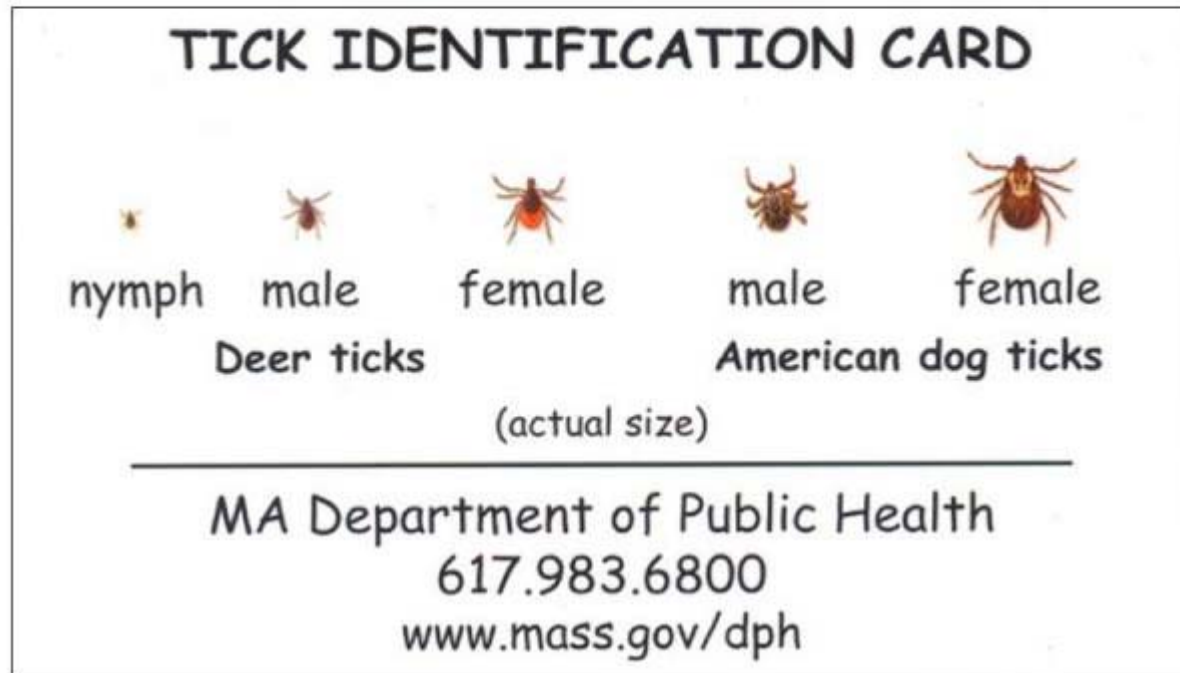 TICK IDENTIFICATION CARD
nymph male female male female
Deer ticks American dog ticks
(actual size)
MA Department of Public Health
617.983.6800
www.mass.gov/dph